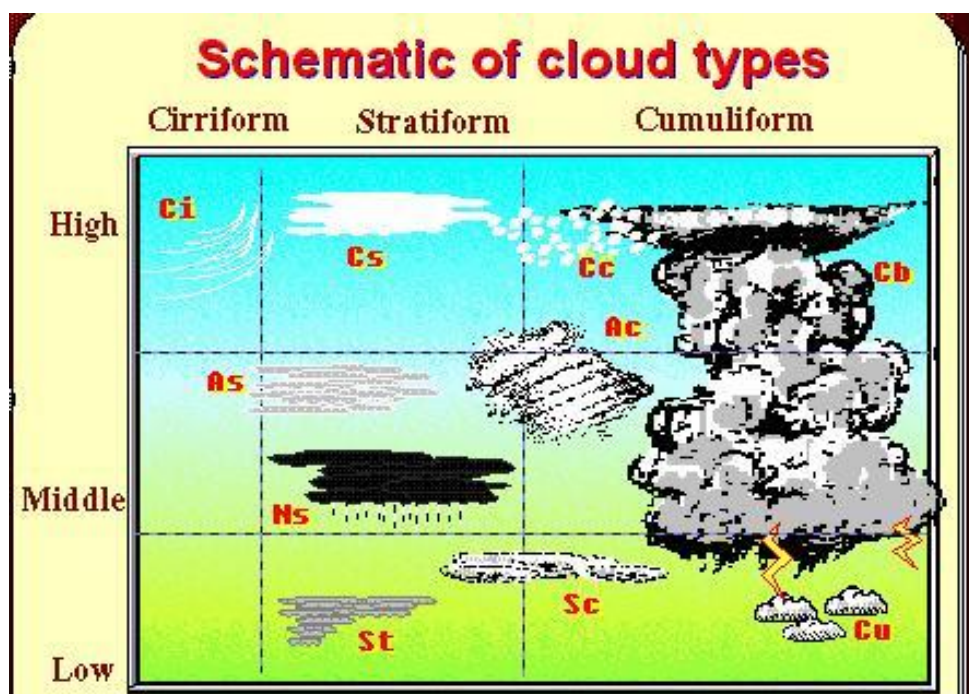 Schematic of cloud types
Cirriform Stratiform Cumuliform
High
Ci
Cs
Cc
Cb
Ac
As
Middle
Ns
Sc
St
Cu
Low